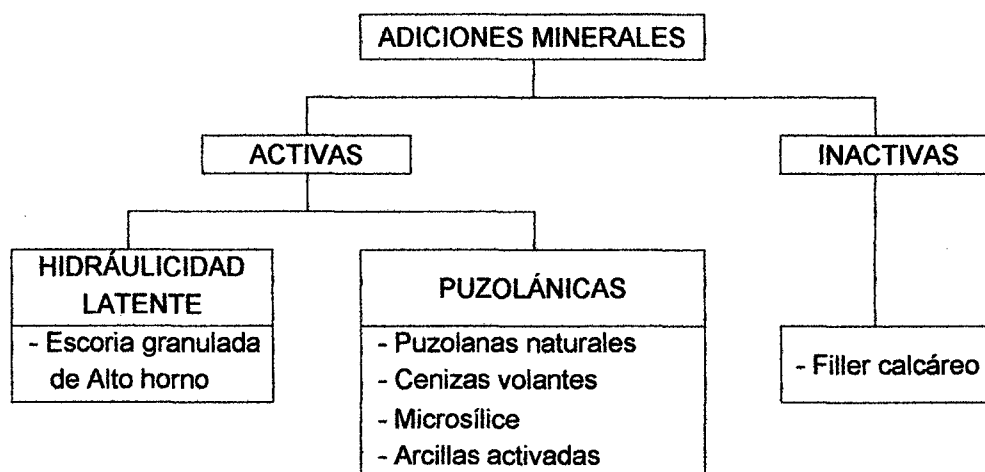 ADICIONES MINERALES
ACTIVAS
INACTIVAS
HIDRÁULICIDAD
LATENTE
- Escoria granulada
de Alto horno
PUZOLÁNICAS
- Puzolanas naturales
- Cenizas volantes
- Microsílice
- Arcillas activadas
- Filler calcáreo